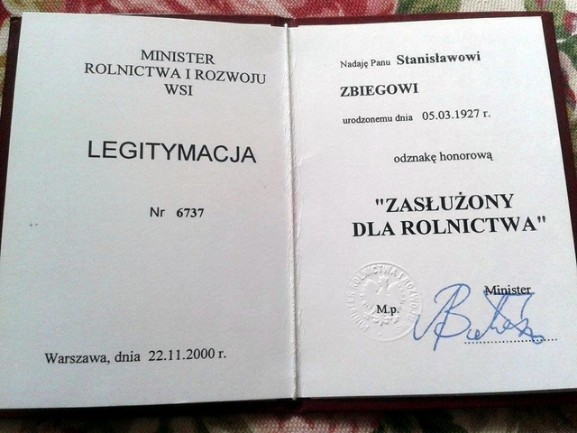 MINISTER
ROLNICTWA I ROZWOJU
WSI
LEGITYMACJA
Nr 6737
Warszawa, dnia 22.11.2000 r.
Nadaję Panu Stanisławowi
ZBIEGOWI
urodzonemu dnia 05.03.1927 r.
odznakę honorową
"ZASŁUŻONY
DLA ROLNICTWA"
Minister
M.p.